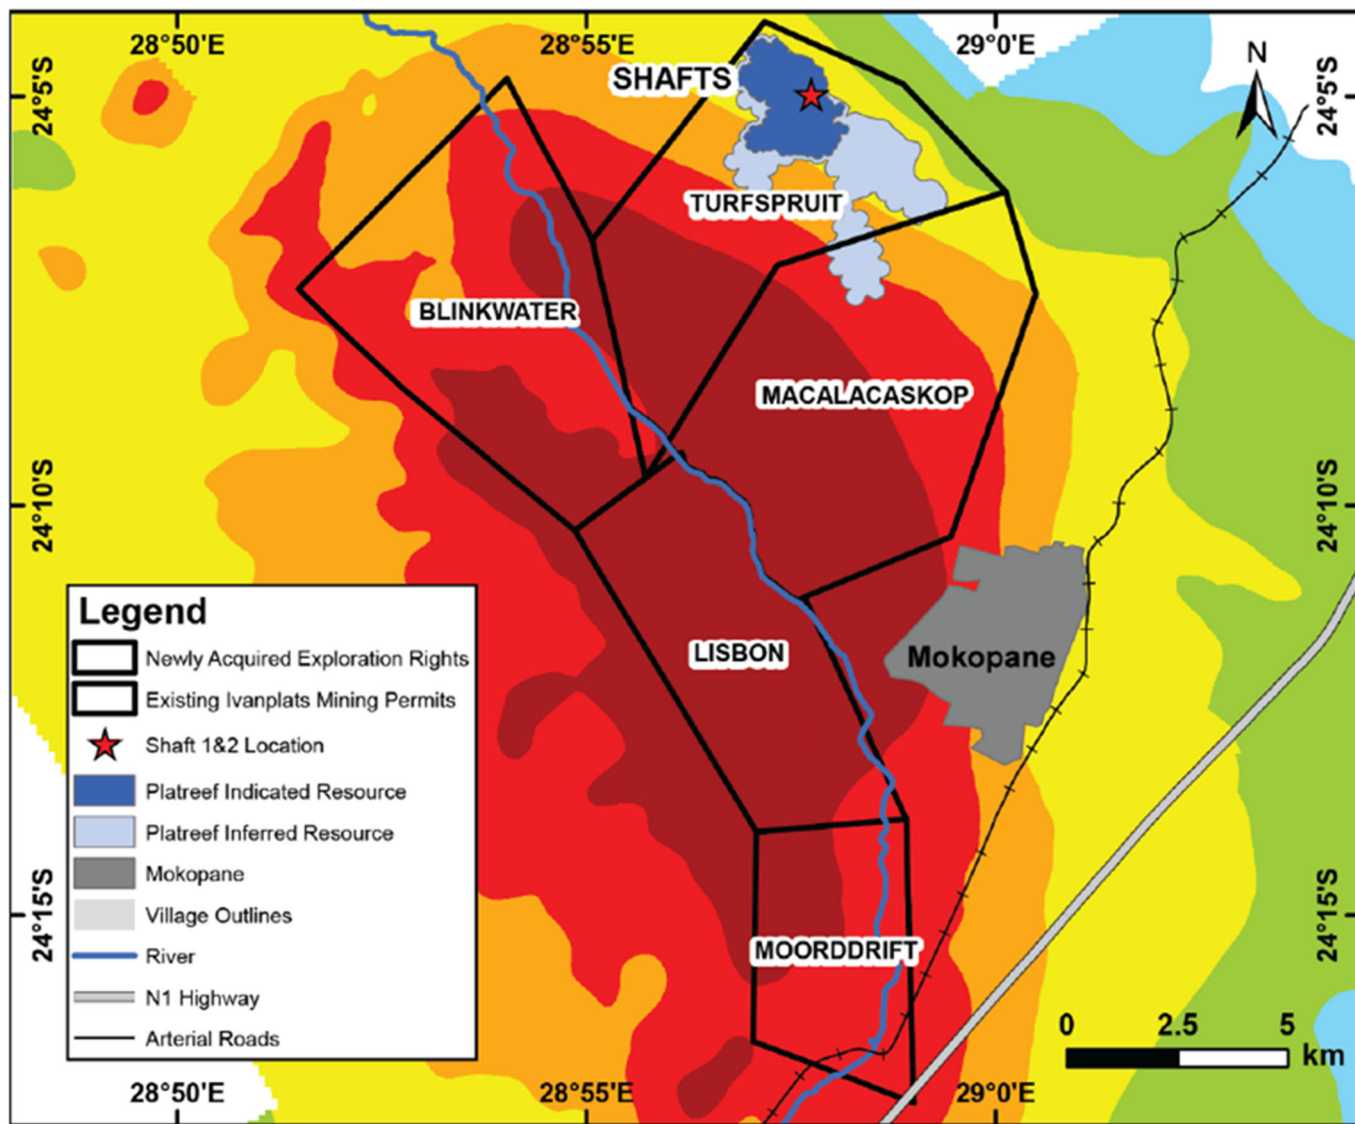 28°50'E
28°55'E
29°0'E
N
24°5'S
24°5'S
SHAFTS
TURFSPRUIT
BLINKWATER
MACALACASKOP
24°10'S
24°10'S
LISBON
Mokopane
Legend
Newly Acquired Exploration Rights
Existing Ivanplats Mining Permits
Shaft 1&2 Location
Platreef Indicated Resource
Platreef Inferred Resource
Mokopane
Village Outlines
River
N1 Highway
Arterial Roads
24°15'S
24°15'S
MOORDDRIFT
0 2.5 5
km
28°50'E
28°55'E
29°0'E